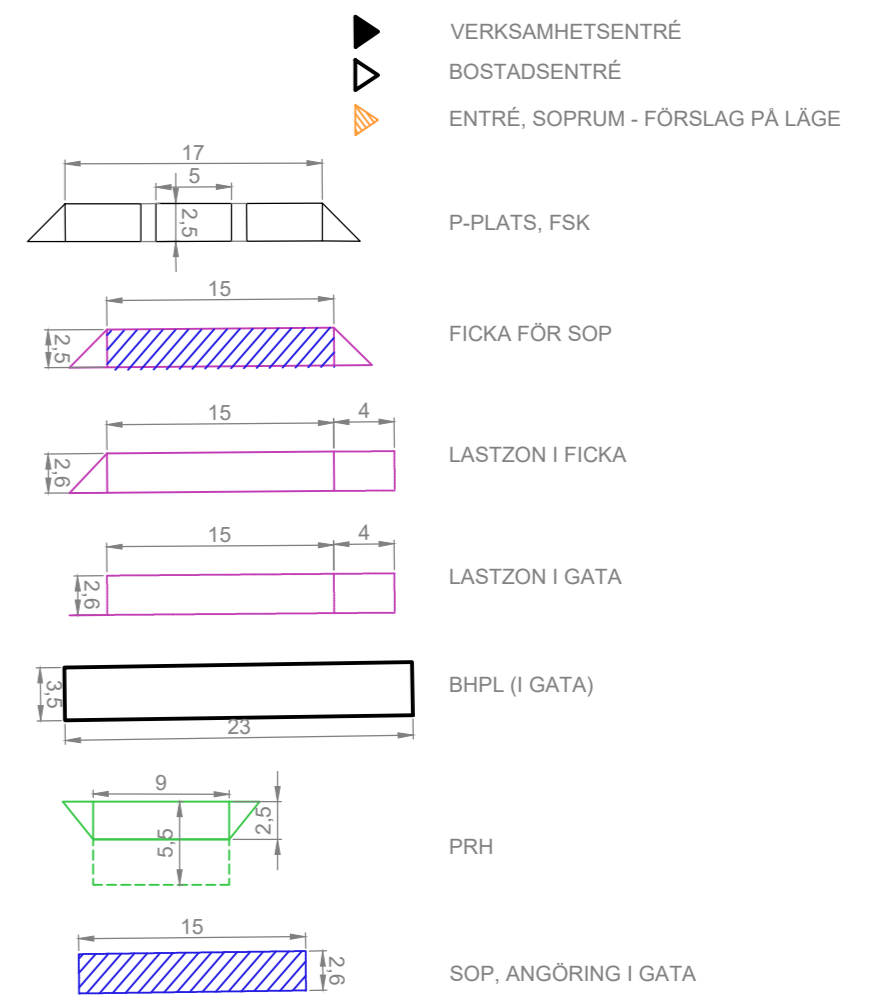 VERKSAMHETSENTRÉ
BOSTADSENTRÉ
ENTRÉ, SOPRUM - FÖRSLAG PÅ LÄGE
17
5
2,5
P-PLATS, FSK
15
2,5
FICKA FÖR SOP
15
4
2,6
LASTZON I FICKA
15
4
2,6
LASTZON I GATA
3,5
23
BHPL (I GATA)
9
5,5
2,5
PRH
15
2,6
SOP, ANGÖRING I GATA